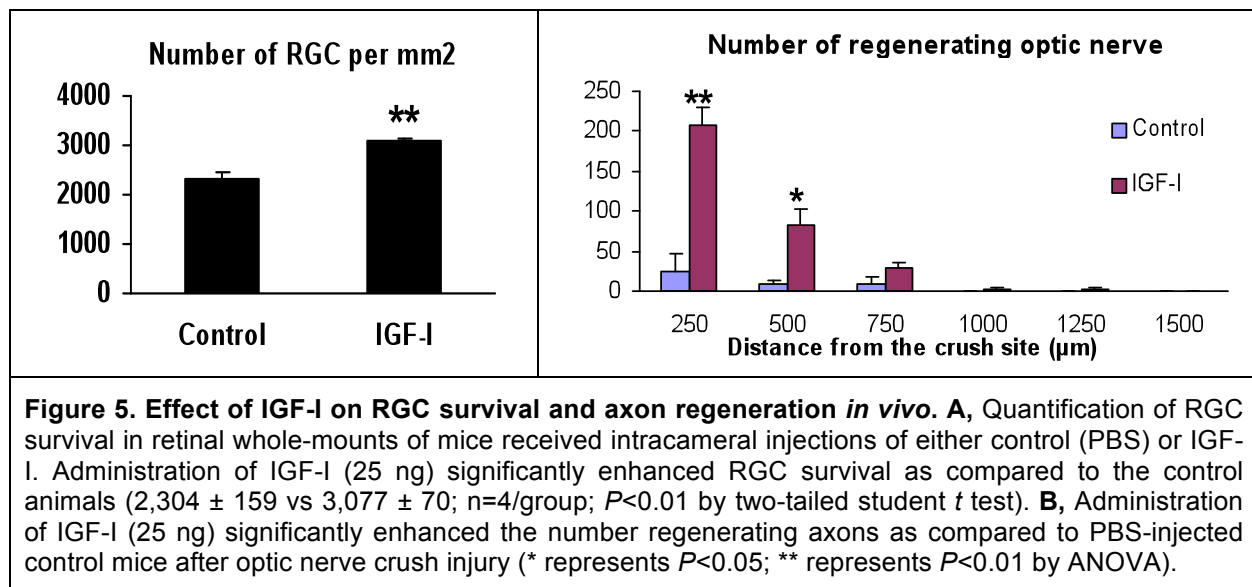 Number of RGC per mm2
4000
3000
2000
1000
0
**
Control
IGF-I
Number of regenerating optic nerve
250
200
150
100
50
0
**
*
Control
IGF-I
250 500 750 1000 1250 1500
Distance from the crush site (µm)
Figure 5. Effect of IGF-I on RGC survival and axon regeneration in vivo. A, Quantification of RGC
survival in retinal whole-mounts of mice received intracameral injections of either control (PBS) or IGF-
I. Administration of IGF-I (25 ng) significantly enhanced RGC survival as compared to the control
animals (2,304 ± 159 vs 3,077 ± 70; n=4/group; P<0.01 by two-tailed student t test). B, Administration
of IGF-I (25 ng) significantly enhanced the number regenerating axons as compared to PBS-injected
control mice after optic nerve crush injury (* represents P<0.05; ** represents P<0.01 by ANOVA).